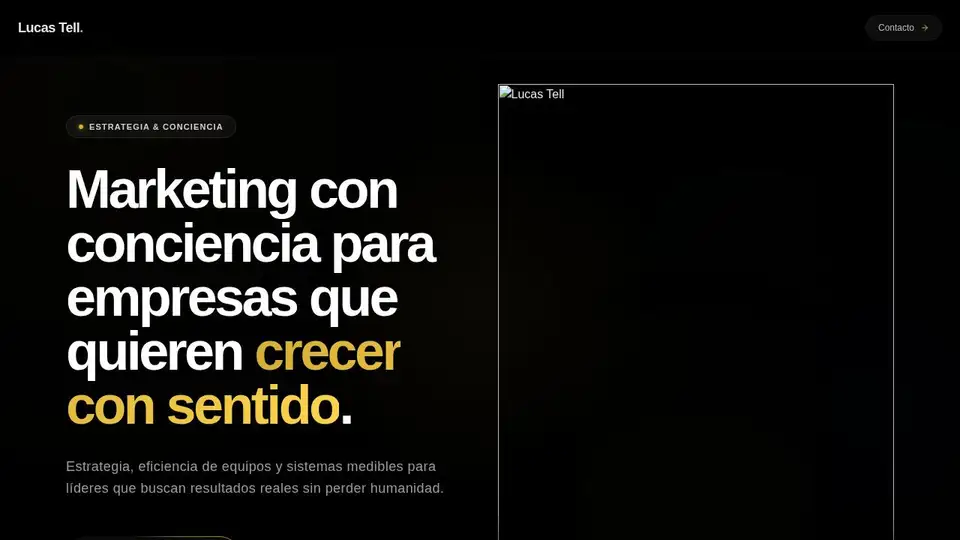 Lucas Tell.
Contacto
Lucas Tell
ESTRATEGIA & CONCIENCIA
Marketing con
conciencia para
empresas que
quieren crecer
con sentido.
Estrategia, eficiencia de equipos y sistemas medibles para
líderes que buscan resultados reales sin perder humanidad.